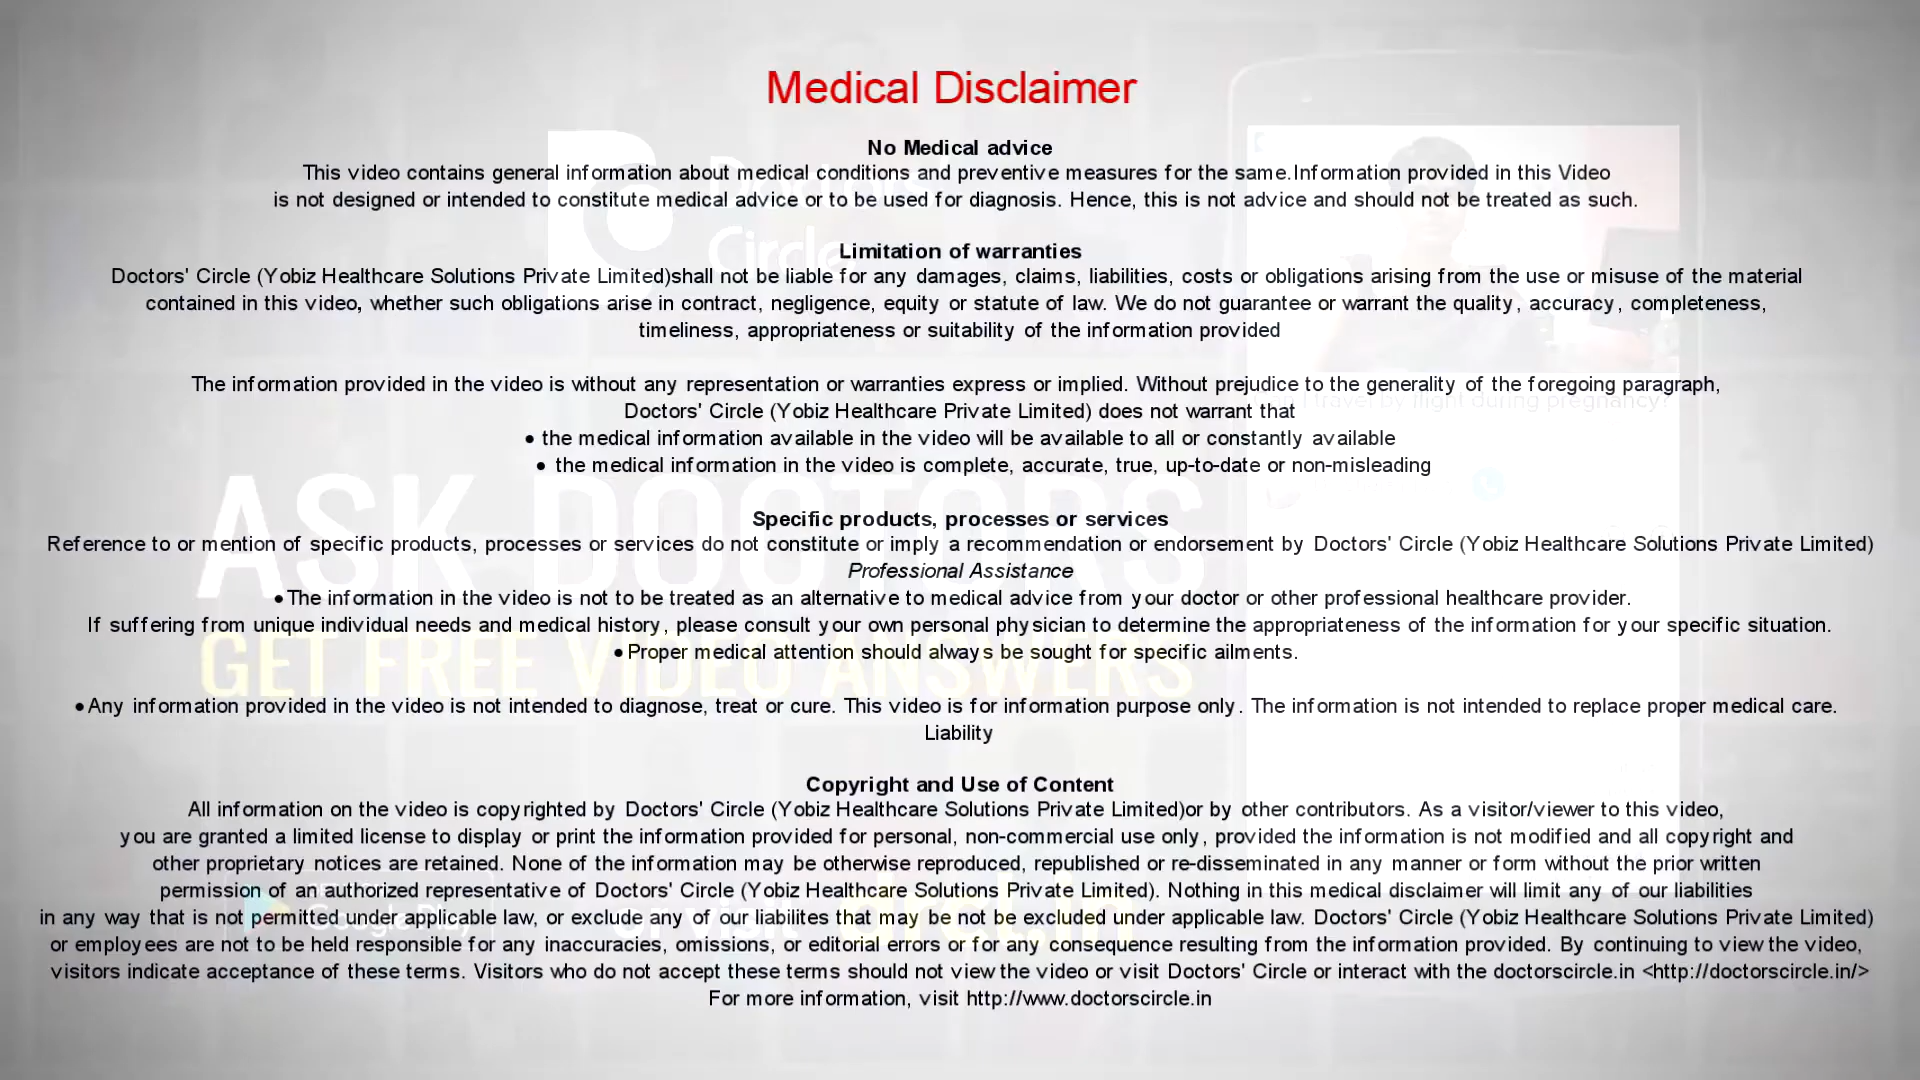 Medical Disclaimer
No Medical advice
This video contains general information about medical conditions and preventive measures for the same.Information provided in this Video
is not designed or intended to constitute medical advice or to be used for diagnosis. Hence, this is not advice and should not be treated as such.
Doctors'
Circle
Limitation of warranties
Doctors' Circle (Yobiz Healthcare Solutions Private Limited)shall not be liable for any damages, claims, liabilities, costs or obligations arising from the use or misuse of the material
contained in this video, whether such obligations arise in contract, negligence, equity or statute of law. We do not guarantee or warrant the quality, accuracy, completeness,
timeliness, appropriateness or suitability of the information provided
The information provided in the video is without any representation or warranties express or implied. Without prejudice to the generality of the foregoing paragraph,
Can I travel by flight during pregnancy?
Doctors' Circle (Yobiz Healthcare Private Limited) does not warrant that
• the medical information available in the video will be available to all or constantly available
• the medical information in the video is complete, accurate, true, up-to-date or non-misleading
ASK DOCTORS
Specific products, processes or services
Reference to or mention of specific products, processes or services do not constitute or imply a recommendation or endorsement by Doctors' Circle (Yobiz Healthcare Solutions Private Limited)
Professional Assistance
•The information in the video is not to be treated as an alternative to medical advice from your doctor or other professional healthcare provider.
If suffering from unique individual needs and medical history, please consult your own personal physician to determine the appropriateness of the information for your specific situation.
GET FREE VIDEO ANSWERS
•Proper medical attention should always be sought for specific ailments.
•Any information provided in the video is not intended to diagnose, treat or cure. This video is for information purpose only. The information is not intended to replace proper medical care.
Liability
Copyright and Use of Content
All information on the video is copyrighted by Doctors' Circle (Yobiz Healthcare Solutions Private Limited)or by other contributors. As a visitor/viewer to this video,
you are granted a limited license to display or print the information provided for personal, non-commercial use only, provided the information is not modified and all copyright and
other proprietary notices are retained. None of the information may be otherwise reproduced, republished or re-disseminated in any manner or form without the prior written
permission of an authorized representative of Doctors' Circle (Yobiz Healthcare Solutions Private Limited). Nothing in this medical disclaimer will limit any of our liabilities
in any way that is not permitted under applicable law, or exclude any of our liabilites that may be not be excluded under applicable law. Doctors' Circle (Yobiz Healthcare Solutions Private Limited)
Google Play
or visit drct.in
or employees are not to be held responsible for any inaccuracies, omissions, or editorial errors or for any consequence resulting from the information provided. By continuing to view the video,
visitors indicate acceptance of these terms. Visitors who do not accept these terms should not view the video or visit Doctors' Circle or interact with the doctorscircle.in <http://doctorscircle.in/>
For more information, visit http://www.doctorscircle.in